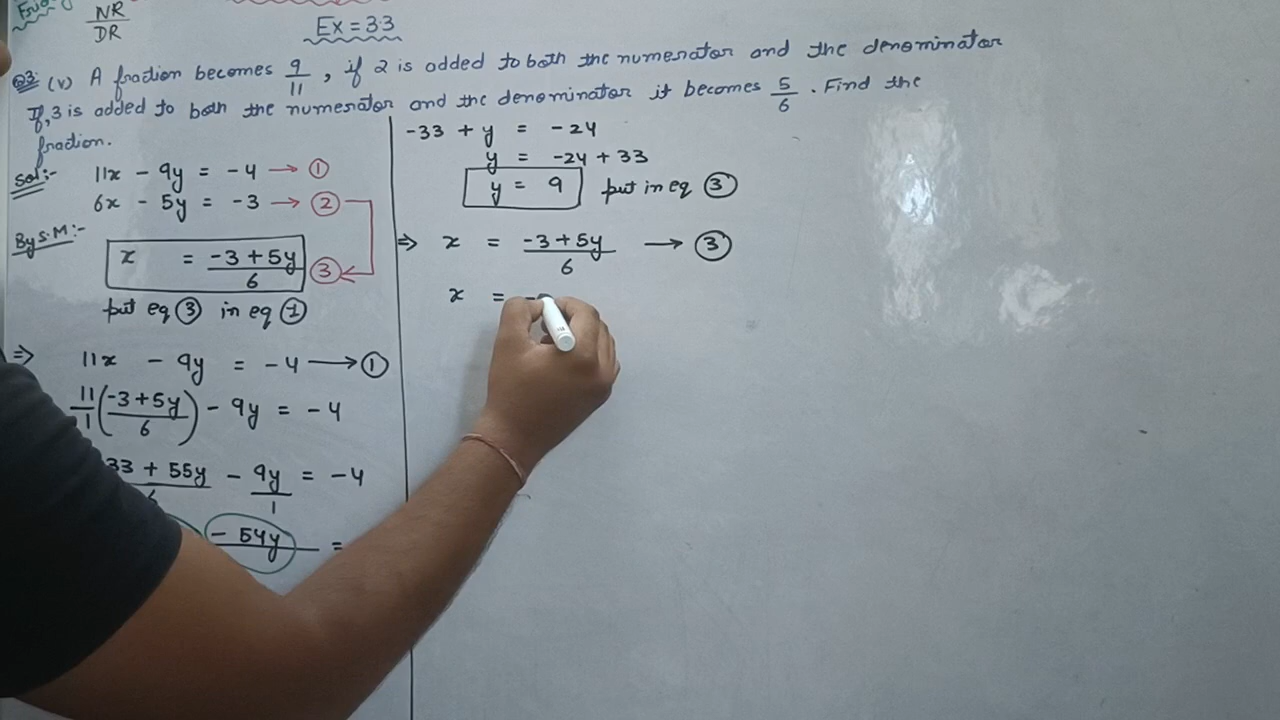 NR
DR
Ex = 3.3
Q3: (v) A fraction becomes 9/11, if 2 is added to both the numerator and the denominator
If, 3 is added to both the numerator and the denominator it becomes 5/6. Find the
fraction.
Sol:- 11x - 9y = -4 → ①
6x - 5y = -3 → ②
By S.M:-
x = (-3 + 5y)/6 ③
put eq ③ in eq ①
⇒ 11x - 9y = -4 → ①
11/1 (-3 + 5y / 6) - 9y = -4
33 + 55y / 6 - 9y/1 = -4
- 54y =
-33 + y = -24
y = -24 + 33
y = 9 put in eq ③
⇒ x = (-3 + 5y)/6 → ③
x = -